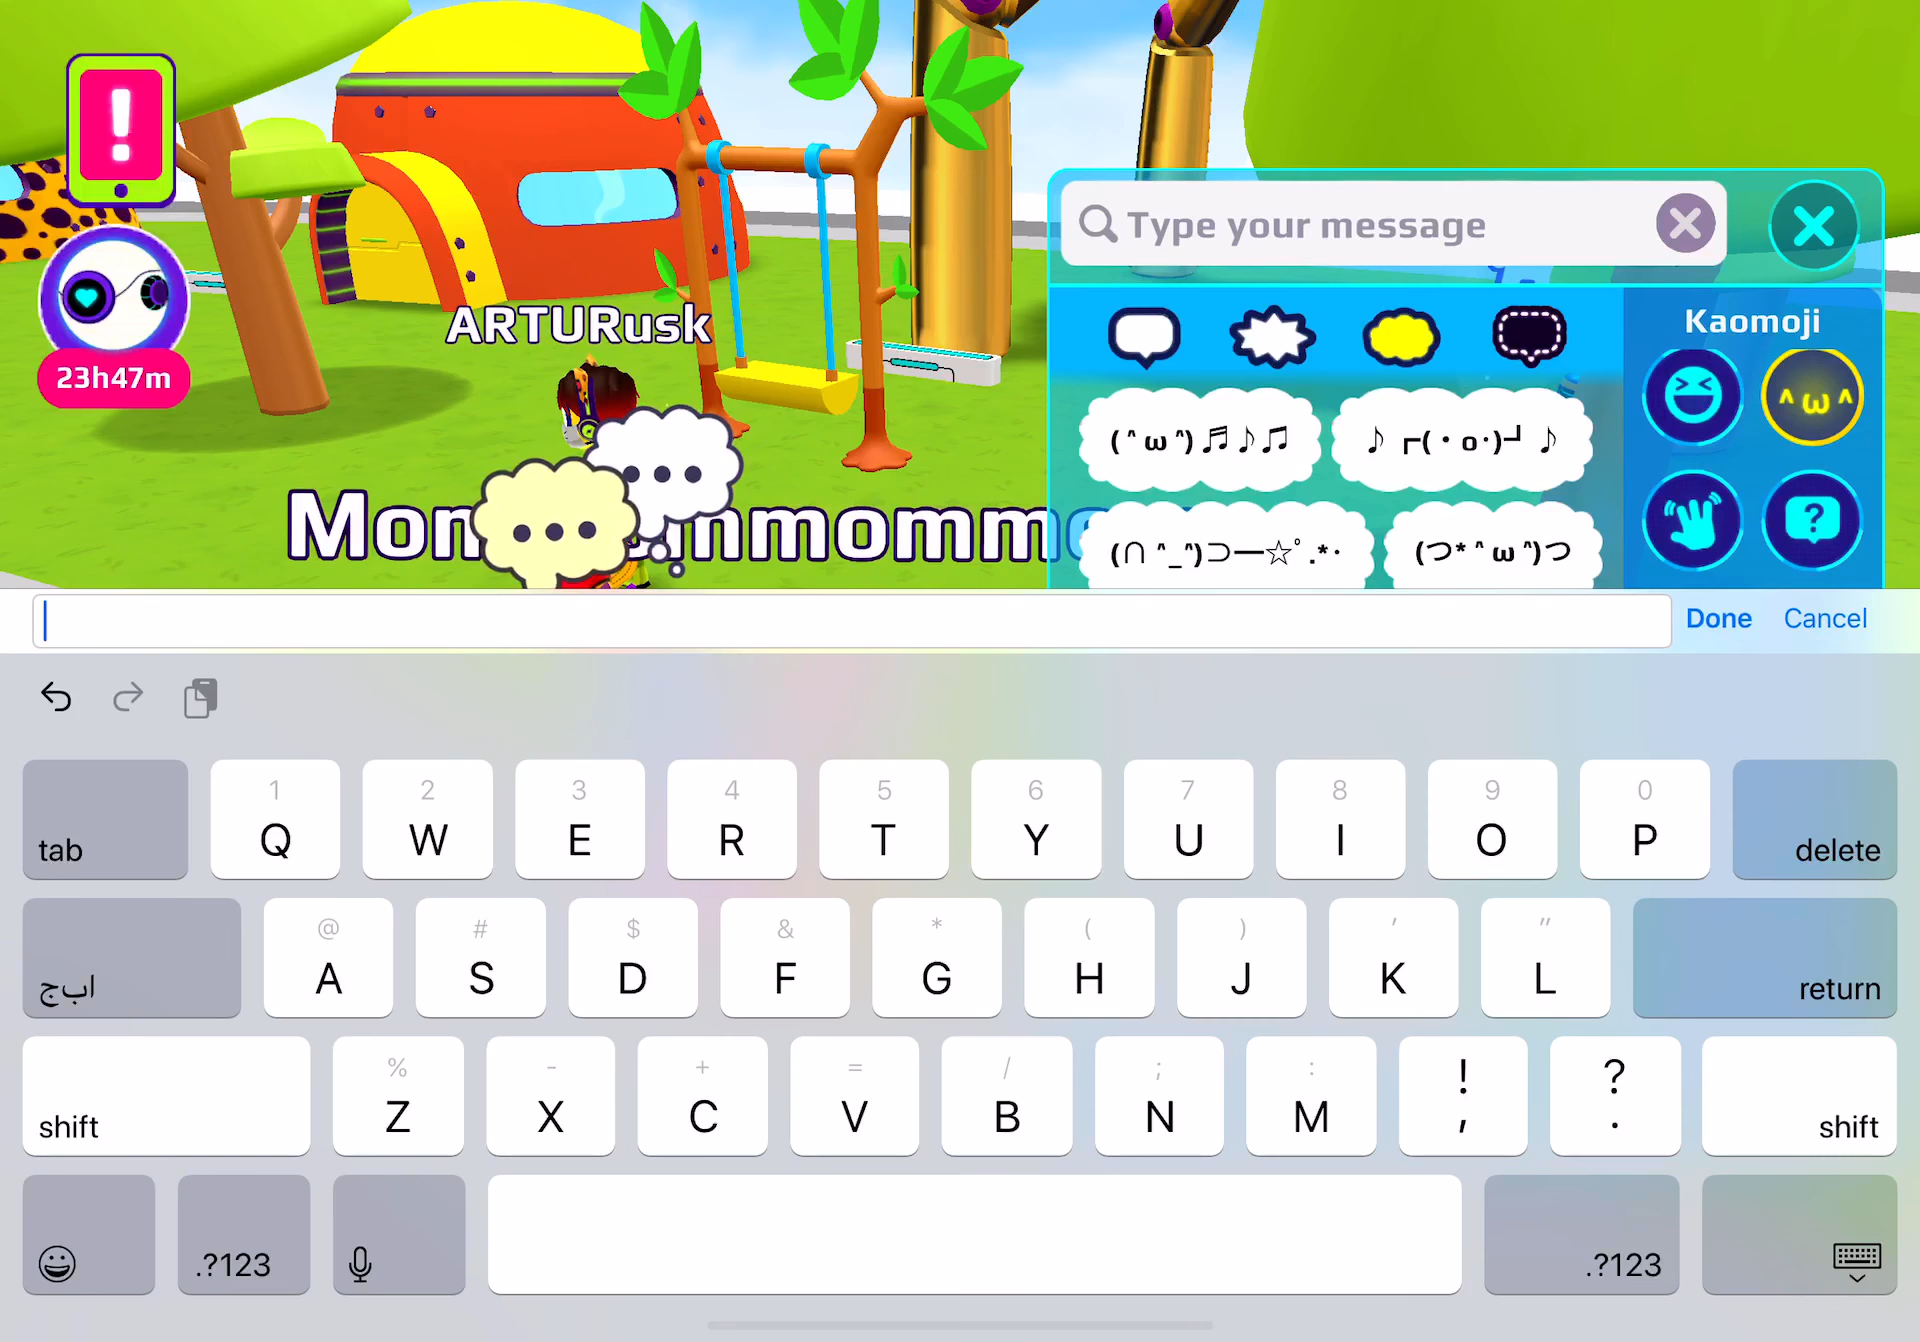 !
23h47m
ARTURusk
Type your message
Kaomoji
^ω^
(^ω^)♬♪♫
♪┌(・o・)┘♪
(∩^_^)⊃━☆ﾟ.*･
(つ*^ω^)つ
?
Done Cancel
tab
1 2 3 4 5 6 7 8 9 0
Q W E R T Y U I O P delete
@ # $ & * ( ) ' "
ابج A S D F G H J K L return
% - + = / ; : ! ?
shift Z X C V B N M , . shift
.?123 .?123